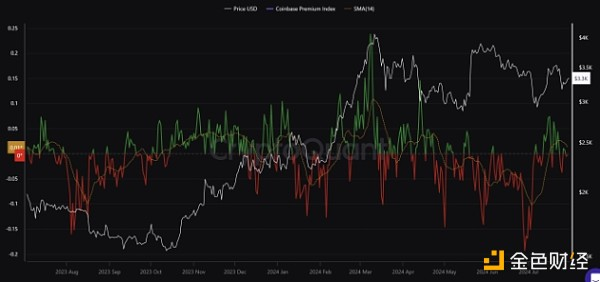 Price USD Coinbase Premium Index SMA(14)
0.25
0.2
0.15
0.1
0.05
0*
-0.05
-0.1
-0.15
-0.2
$4K
$3.5K
$3.3K
$3K
$2.5K
$2K
CryptoQuant
2023 Aug 2023 Sep 2023 Oct 2023 Nov 2023 Dec 2024 Jan 2024 Feb 2024 Mar 2024 Apr 2024 May 2024 Jun 2024 Jul
金色财经